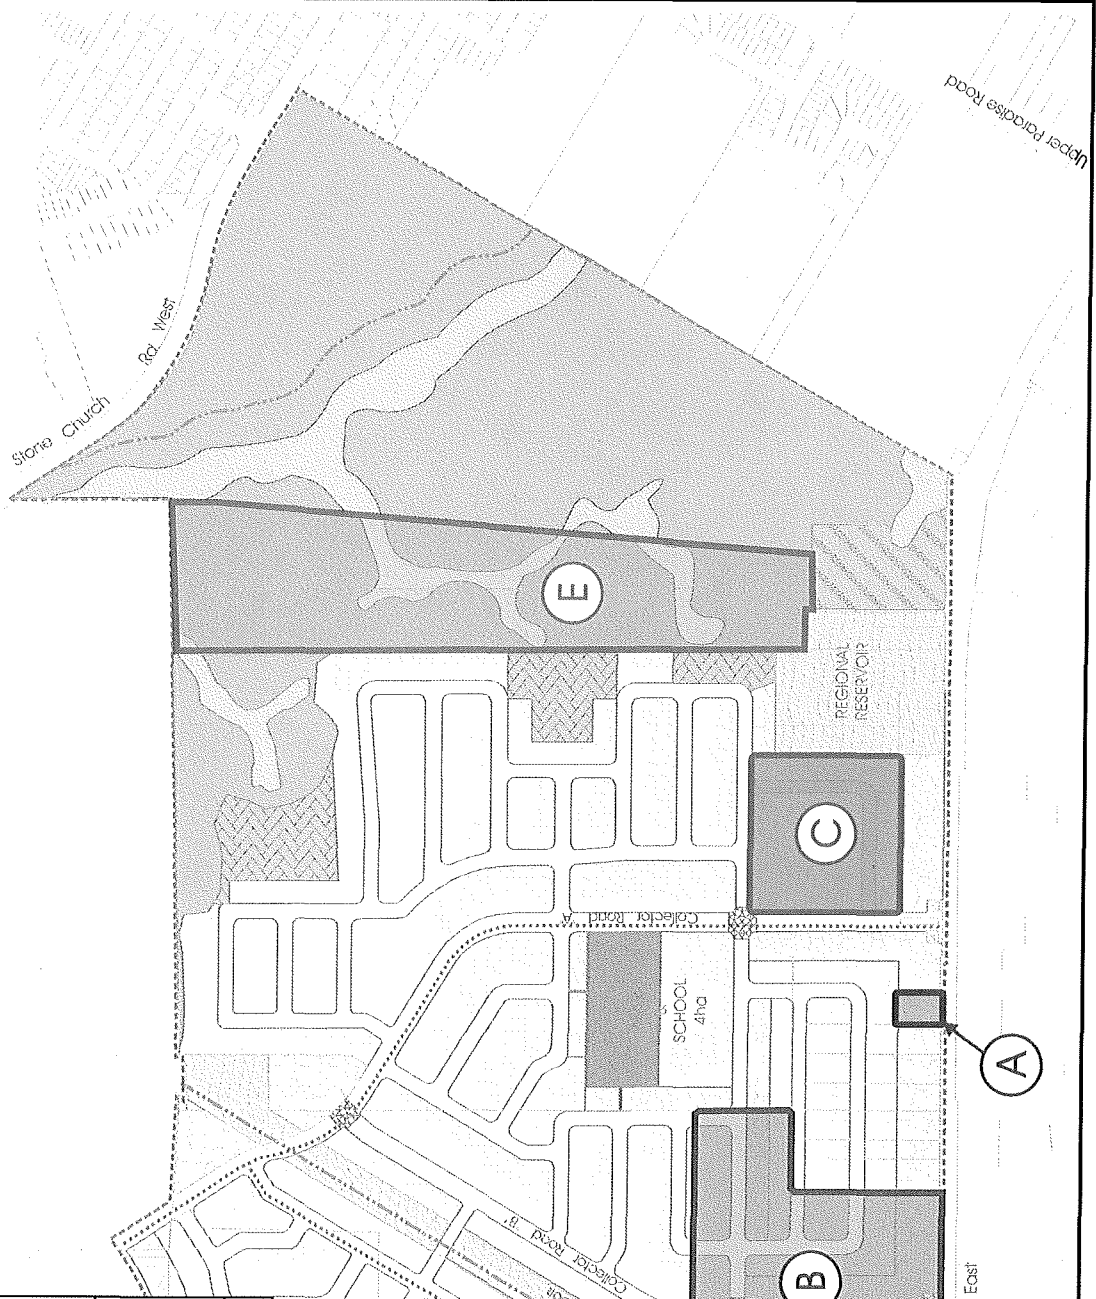 Upper Paradise Road
Stone Church
Rd. West
E
REGIONAL
RESERVOIR
C
Collector Road 'A'
SCHOOL
4ha
A
Collector Road 'B'
B
East